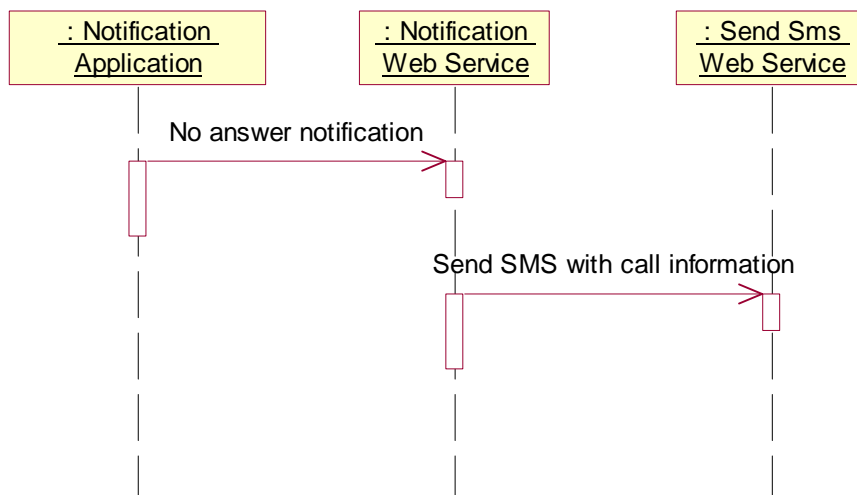 : Notification
Application
: Notification
Web Service
: Send Sms
Web Service
No answer notification
Send SMS with call information